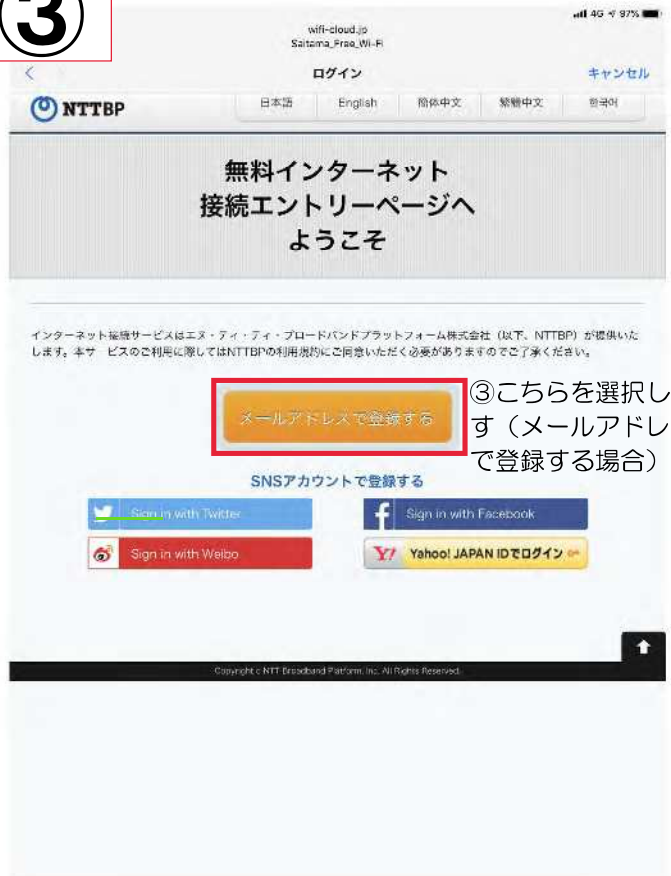 ③
4G 97%
wifi-cloud.jp
Saitama_Free_Wi-Fi
ログイン
キャンセル
NTTBP
日本語 English 簡体中文 繁體中文 한국어
無料インターネット
接続エントリーページへ
ようこそ
インターネット接続サービスはエヌ・ティ・ティ・ブロードバンドプラットフォーム株式会社（以下、NTTBP）が提供いた
します。本サービスのご利用に際してはNTTBPの利用規約にご同意いただく必要がありますのでご了承ください。
メールアドレスで登録する
③こちらを選択し
す（メールアドレ
で登録する場合）
SNSアカウントで登録する
Sign in with Twitter
Sign in with Facebook
Sign in with Weibo
Y! Yahoo! JAPAN IDでログイン
Copyright c NTT Broadband Platform, Inc. All Rights Reserved.